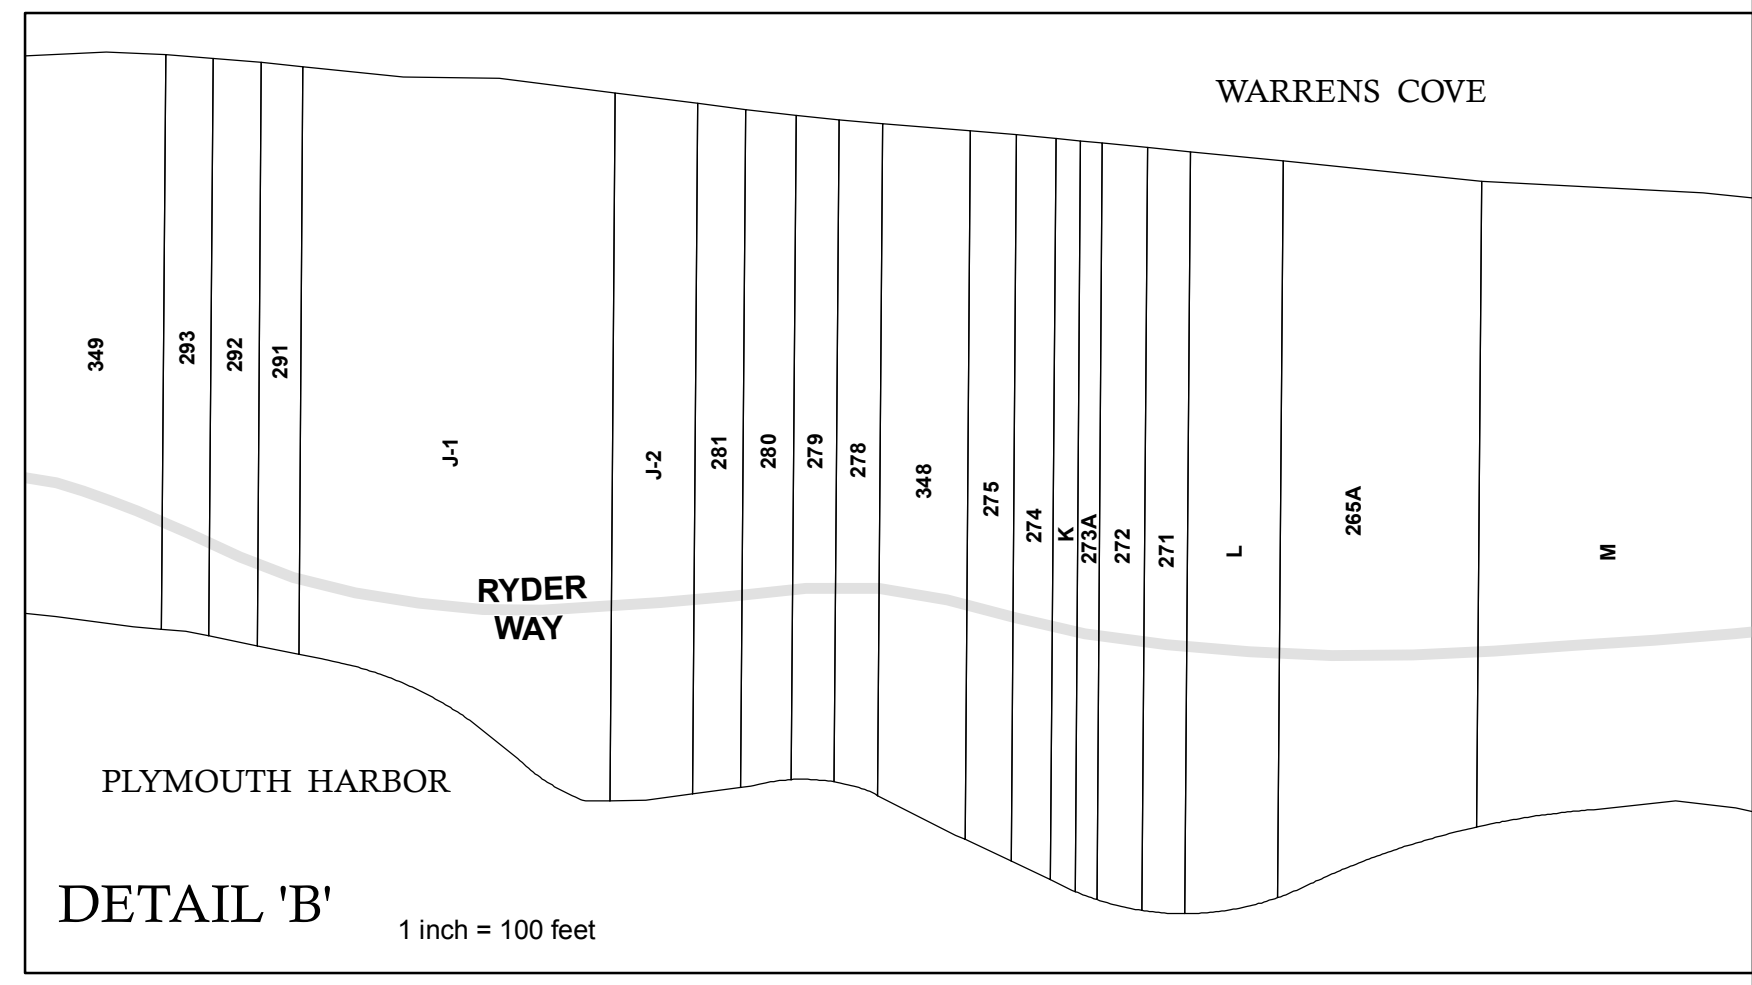 WARRENS COVE
349
293
292
291
J-1
J-2
281
280
279
278
348
275
274
K
273A
272
271
L
265A
M
RYDER
WAY
PLYMOUTH HARBOR
DETAIL 'B'
1 inch = 100 feet